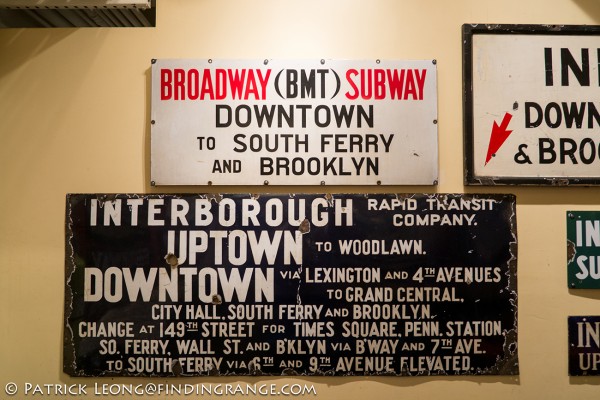 BROADWAY (BMT) SUBWAY
DOWNTOWN
TO SOUTH FERRY
AND BROOKLYN
DOWN
& BROO
INTERBOROUGH RAPID TRANSIT
COMPANY.
UPTOWN TO WOODLAWN.
DOWNTOWN VIA LEXINGTON AND 4TH AVENUES
TO GRAND CENTRAL,
CITY HALL, SOUTH FERRY AND BROOKLYN.
CHANGE AT 149TH STREET FOR TIMES SQUARE, PENN. STATION,
SO. FERRY, WALL ST. AND B'KLYN VIA B'WAY AND 7TH AVE.
TO SOUTH FERRY VIA 6TH AND 9TH AVENUE ELEVATED.
IN
SU
IN
UP
© PATRICK LEONG@FINDINGRANGE.COM